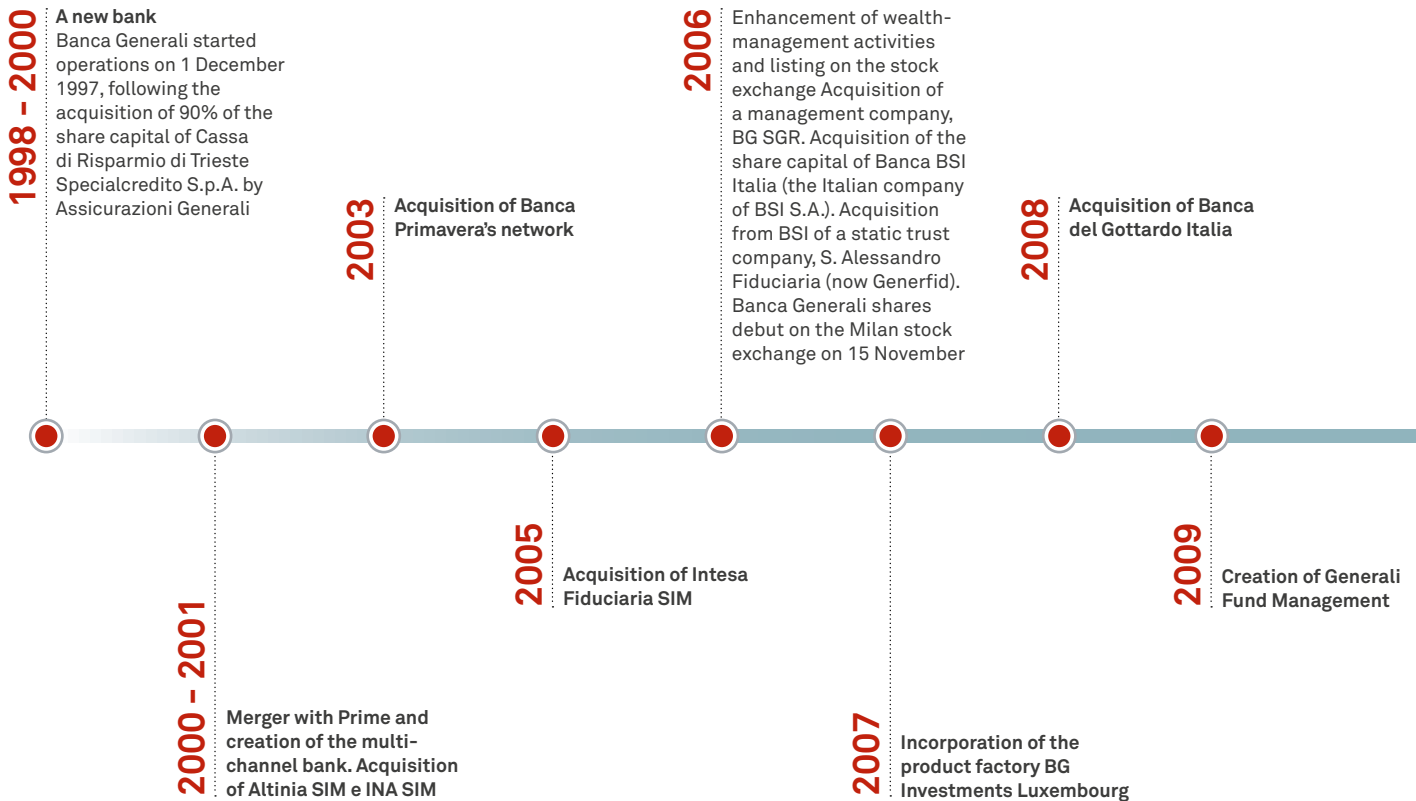 1998 - 2000
A new bank
Banca Generali started
operations on 1 December
1997, following the
acquisition of 90% of the
share capital of Cassa
di Risparmio di Trieste
Specialcredito S.p.A. by
Assicurazioni Generali
2000 - 2001
Merger with Prime and
creation of the multi-
channel bank. Acquisition
of Altinia SIM e INA SIM
2003
Acquisition of Banca
Primavera’s network
2005
Acquisition of Intesa
Fiduciaria SIM
2006
Enhancement of wealth-
management activities
and listing on the stock
exchange Acquisition of
a management company,
BG SGR. Acquisition of the
share capital of Banca BSI
Italia (the Italian company
of BSI S.A.). Acquisition
from BSI of a static trust
company, S. Alessandro
Fiduciaria (now Generfid).
Banca Generali shares
debut on the Milan stock
exchange on 15 November
2007
Incorporation of the
product factory BG
Investments Luxembourg
2008
Acquisition of Banca
del Gottardo Italia
2009
Creation of Generali
Fund Management